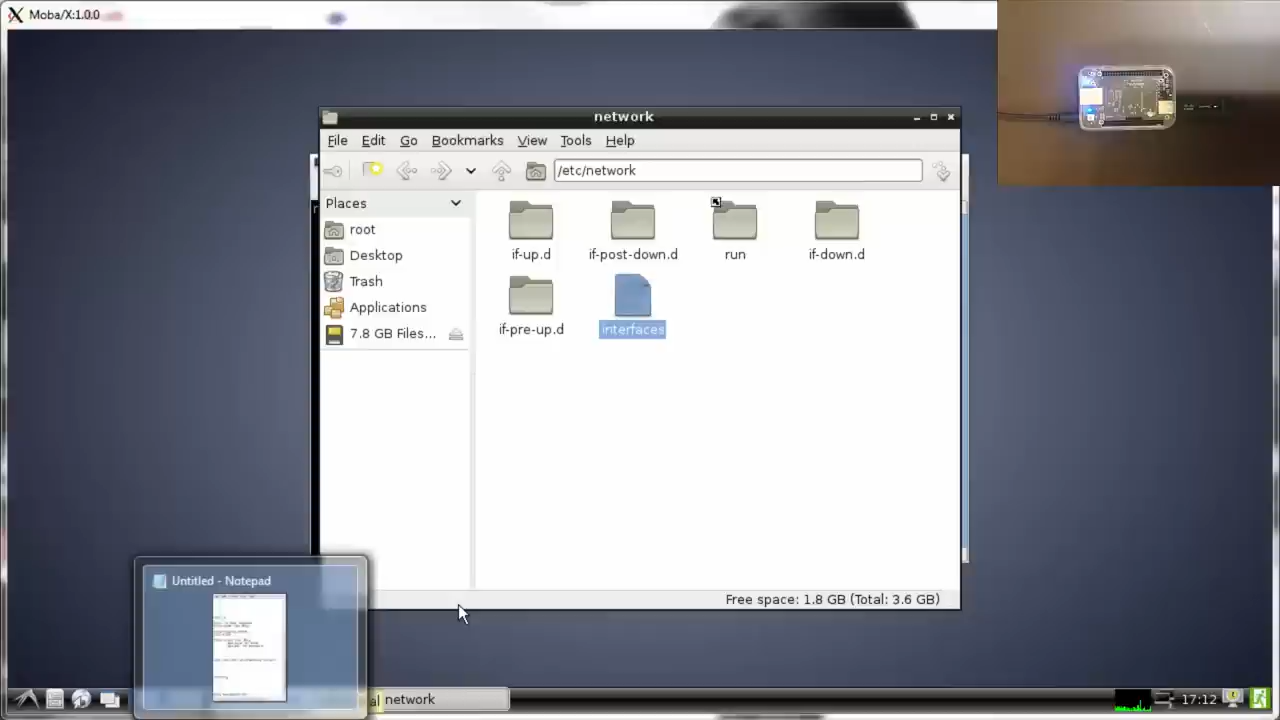 Moba/X:1.0.0
network
File Edit Go Bookmarks View Tools Help
/etc/network
Places
root
Desktop
Trash
Applications
7.8 GB Files...
if-up.d
if-post-down.d
run
if-down.d
if-pre-up.d
interfaces
Free space: 1.8 GB (Total: 3.6 GB)
Untitled - Notepad
al
network
17:12